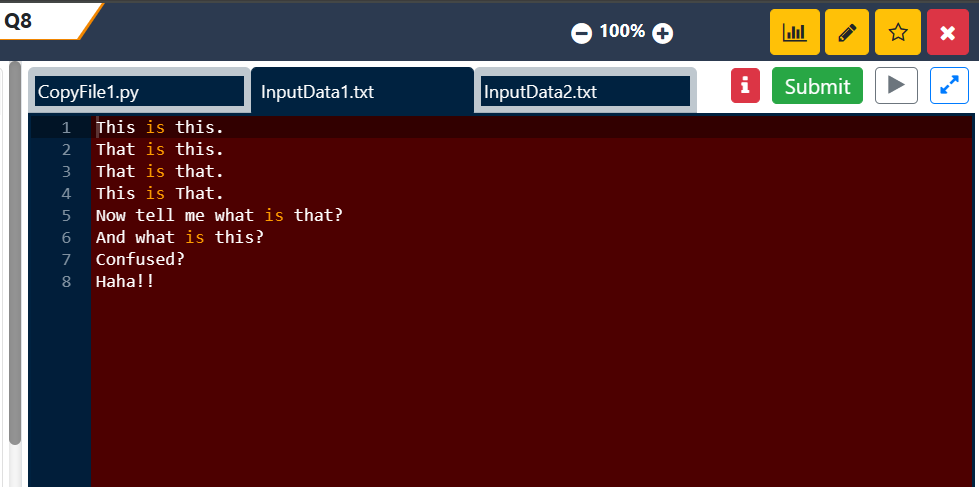 Q8
100%
CopyFile1.py InputData1.txt InputData2.txt
i Submit
1 This is this.
2 That is this.
3 That is that.
4 This is That.
5 Now tell me what is that?
6 And what is this?
7 Confused?
8 Haha!!